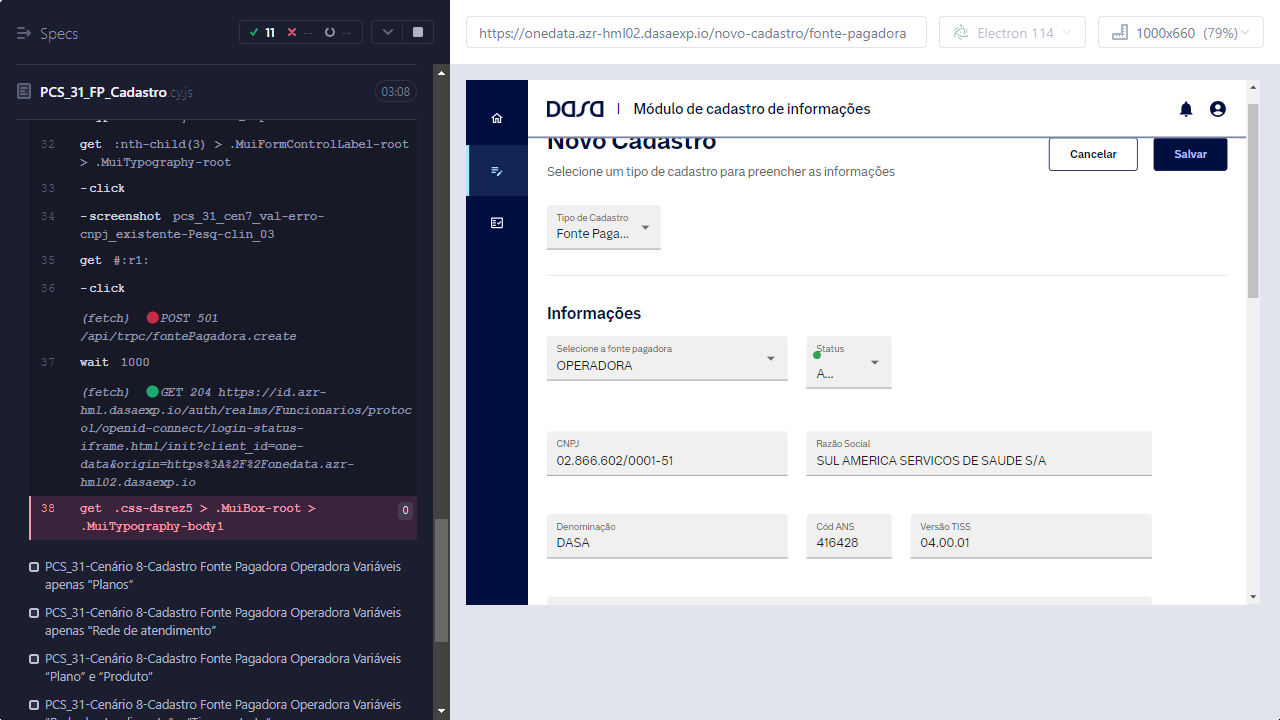 Specs
11
--
--
PCS_31_FP_Cadastro.cy.js
03:08
32 get :nth-child(3) > .MuiFormControlLabel-root
> .MuiTypography-root
33 -click
34 -screenshot pcs_31_cen7_val-erro-
cnpj_existente-Pesq-clin_03
35 get #:r1:
36 -click
(fetch) POST 501
/api/trpc/fontePagadora.create
37 wait 1000
(fetch) GET 204 https://id.azr-
hml.dasaexp.io/auth/realms/Funcionarios/protoc
ol/openid-connect/login-status-
iframe.html/init?client_id=one-
data&origin=https%3A%2F%2Fonedata.azr-
hml02.dasaexp.io
38 get .css-dsrez5 > .MuiBox-root >
.MuiTypography-body1
0
PCS_31-Cenário 8-Cadastro Fonte Pagadora Operadora Variáveis
apenas "Planos”
PCS_31-Cenário 8-Cadastro Fonte Pagadora Operadora Variáveis
apenas "Rede de atendimento”
PCS_31-Cenário 8-Cadastro Fonte Pagadora Operadora Variáveis
“Plano” e “Produto”
PCS_31-Cenário 8-Cadastro Fonte Pagadora Operadora Variáveis
https://onedata.azr-hml02.dasaexp.io/novo-cadastro/fonte-pagadora
Electron 114
1000x660 (79%)
DASA | Módulo de cadastro de informações
Novo Cadastro
Selecione um tipo de cadastro para preencher as informações
Cancelar
Salvar
Tipo de Cadastro
Fonte Paga...
Informações
Selecione a fonte pagadora
OPERADORA
Status
A...
CNPJ
02.866.602/0001-51
Razão Social
SUL AMERICA SERVICOS DE SAUDE S/A
Denominação
DASA
Cód ANS
416428
Versão TISS
04.00.01